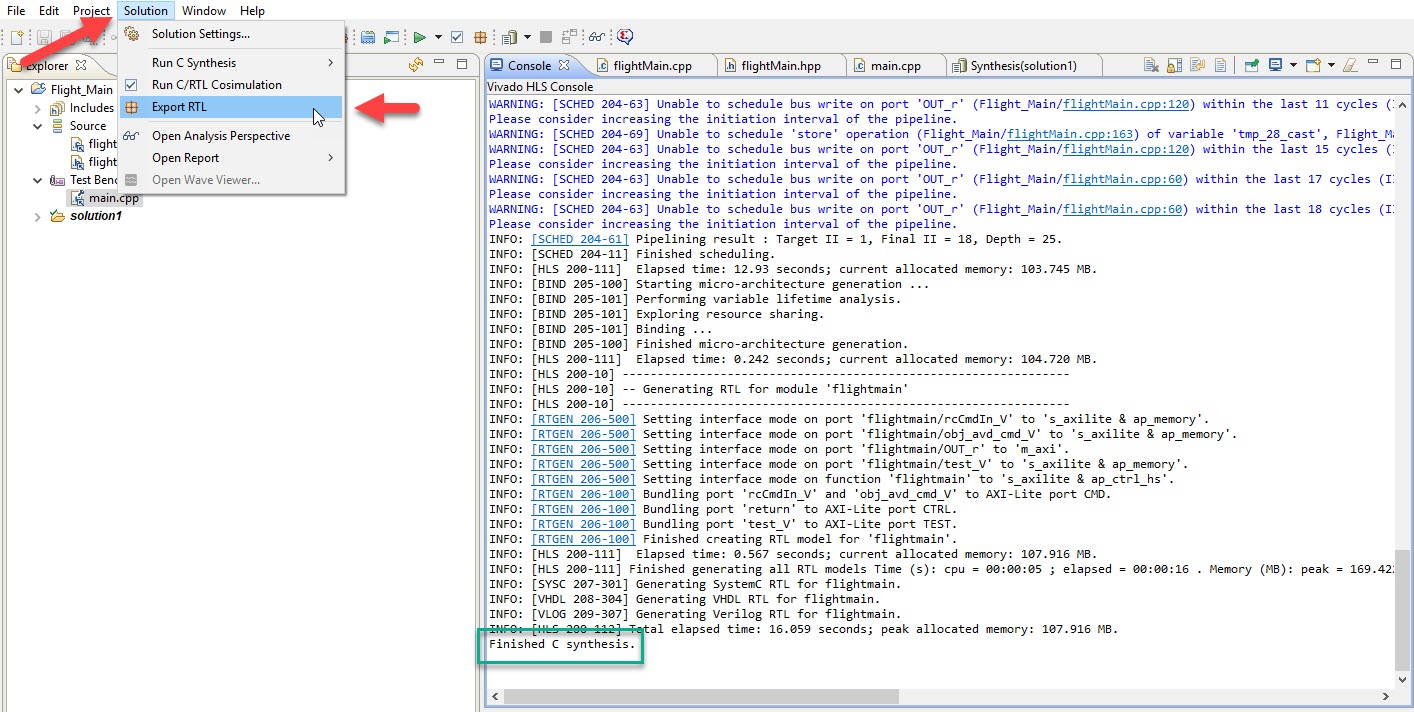 File Edit Project Solution Window Help
Solution Settings...
Run C Synthesis
Run C/RTL Cosimulation
Export RTL
Open Analysis Perspective
Open Report
Open Wave Viewer...
Explorer
Flight_Main
Includes
Source
flight
flight
Test Benc
main.cpp
solution1
Console flightMain.cpp flightMain.hpp main.cpp Synthesis(solution1)
Vivado HLS Console
WARNING: [SCHED 204-63] Unable to schedule bus write on port 'OUT_r' (Flight_Main/flightMain.cpp:120) within the last 11 cycles (I
Please consider increasing the initiation interval of the pipeline.
WARNING: [SCHED 204-69] Unable to schedule 'store' operation (Flight_Main/flightMain.cpp:163) of variable 'tmp_28_cast', Flight_Ma
WARNING: [SCHED 204-63] Unable to schedule bus write on port 'OUT_r' (Flight_Main/flightMain.cpp:120) within the last 15 cycles (I
Please consider increasing the initiation interval of the pipeline.
WARNING: [SCHED 204-63] Unable to schedule bus write on port 'OUT_r' (Flight_Main/flightMain.cpp:60) within the last 17 cycles (II
Please consider increasing the initiation interval of the pipeline.
WARNING: [SCHED 204-63] Unable to schedule bus write on port 'OUT_r' (Flight_Main/flightMain.cpp:60) within the last 18 cycles (II
Please consider increasing the initiation interval of the pipeline.
INFO: [SCHED 204-61] Pipelining result : Target II = 1, Final II = 18, Depth = 25.
INFO: [SCHED 204-11] Finished scheduling.
INFO: [HLS 200-111]  Elapsed time: 12.93 seconds; current allocated memory: 103.745 MB.
INFO: [BIND 205-100] Starting micro-architecture generation ...
INFO: [BIND 205-101] Performing variable lifetime analysis.
INFO: [BIND 205-101] Exploring resource sharing.
INFO: [BIND 205-101] Binding ...
INFO: [BIND 205-100] Finished micro-architecture generation.
INFO: [HLS 200-111]  Elapsed time: 0.242 seconds; current allocated memory: 104.720 MB.
INFO: [HLS 200-10] ----------------------------------------------------------------
INFO: [HLS 200-10] -- Generating RTL for module 'flightmain'
INFO: [HLS 200-10] ----------------------------------------------------------------
INFO: [RTGEN 206-500] Setting interface mode on port 'flightmain/rcCmdIn_V' to 's_axilite & ap_memory'.
INFO: [RTGEN 206-500] Setting interface mode on port 'flightmain/obj_avd_cmd_V' to 's_axilite & ap_memory'.
INFO: [RTGEN 206-500] Setting interface mode on port 'flightmain/OUT_r' to 'm_axi'.
INFO: [RTGEN 206-500] Setting interface mode on port 'flightmain/test_V' to 's_axilite & ap_memory'.
INFO: [RTGEN 206-500] Setting interface mode on function 'flightmain' to 's_axilite & ap_ctrl_hs'.
INFO: [RTGEN 206-100] Bundling port 'rcCmdIn_V' and 'obj_avd_cmd_V' to AXI-Lite port CMD.
INFO: [RTGEN 206-100] Bundling port 'return' to AXI-Lite port CTRL.
INFO: [RTGEN 206-100] Bundling port 'test_V' to AXI-Lite port TEST.
INFO: [RTGEN 206-100] Finished creating RTL model for 'flightmain'.
INFO: [HLS 200-111]  Elapsed time: 0.567 seconds; current allocated memory: 107.916 MB.
INFO: [HLS 200-111] Finished generating all RTL models Time (s): cpu = 00:00:05 ; elapsed = 00:00:16 . Memory (MB): peak = 169.422
INFO: [SYSC 207-301] Generating SystemC RTL for flightmain.
INFO: [VHDL 208-304] Generating VHDL RTL for flightmain.
INFO: [VLOG 209-307] Generating Verilog RTL for flightmain.
INFO: [HLS 200-112] Total elapsed time: 16.059 seconds; peak allocated memory: 107.916 MB.
Finished C synthesis.